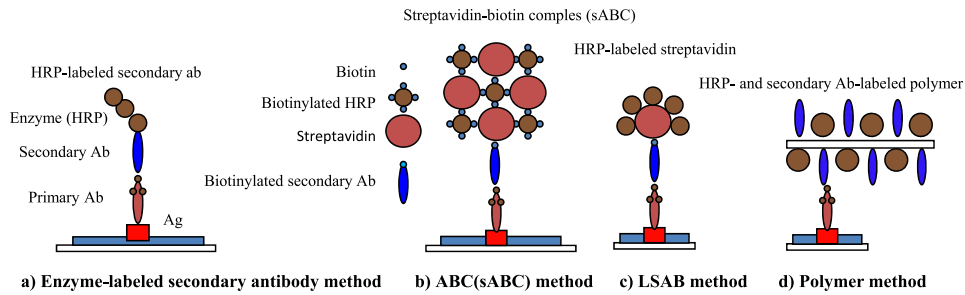 Streptavidin-biotin comples (sABC)
HRP-labeled secondary ab
Enzyme (HRP)
Secondary Ab
Primary Ab
Ag
a) Enzyme-labeled secondary antibody method
Biotin
Biotinylated HRP
Streptavidin
Biotinylated secondary Ab
b) ABC(sABC) method
HRP-labeled streptavidin
c) LSAB method
HRP- and secondary Ab-labeled polymer
d) Polymer method